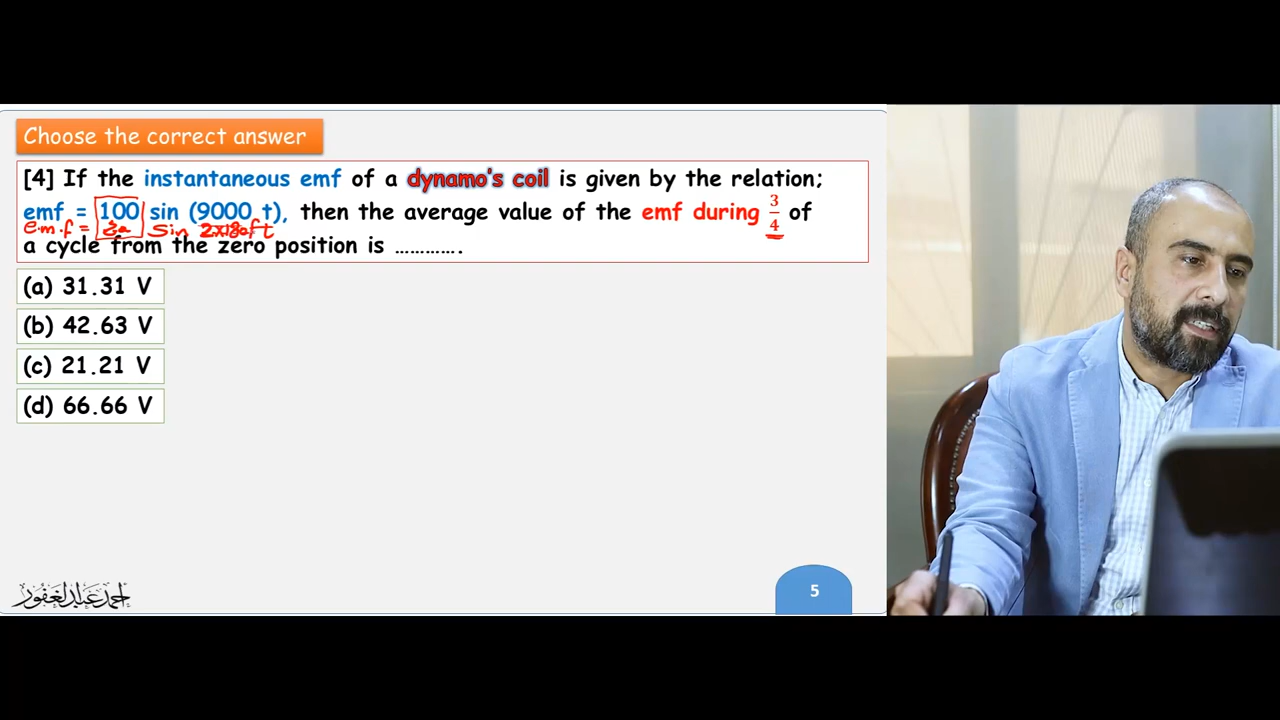 Choose the correct answer
[4] If the instantaneous emf of a dynamo's coil is given by the relation;
emf = 100 sin (9000 t), then the average value of the emf during 3/4 of
e.m.f = sin 2×180ft
a cycle from the zero position is ………….
(a) 31.31 V
(b) 42.63 V
(c) 21.21 V
(d) 66.66 V
احمد عبد الغفور
5